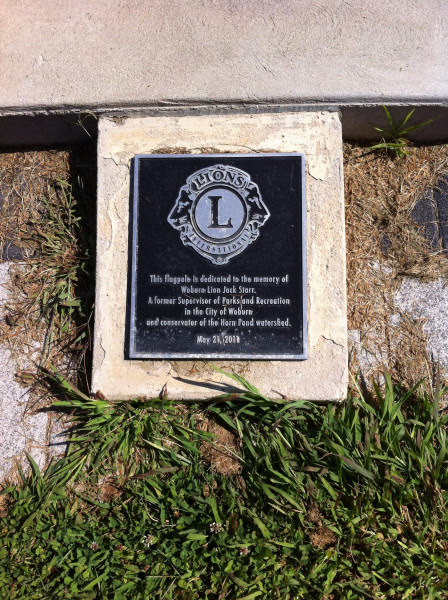 LIONS
L
INTERNATIONAL
This flagpole is dedicated to the memory of
Woburn Lion Jack Starr.
A former Supervisor of Parks and Recreation
in the City of Woburn
and conservator of the Horn Pond watershed.
May 21, 2011